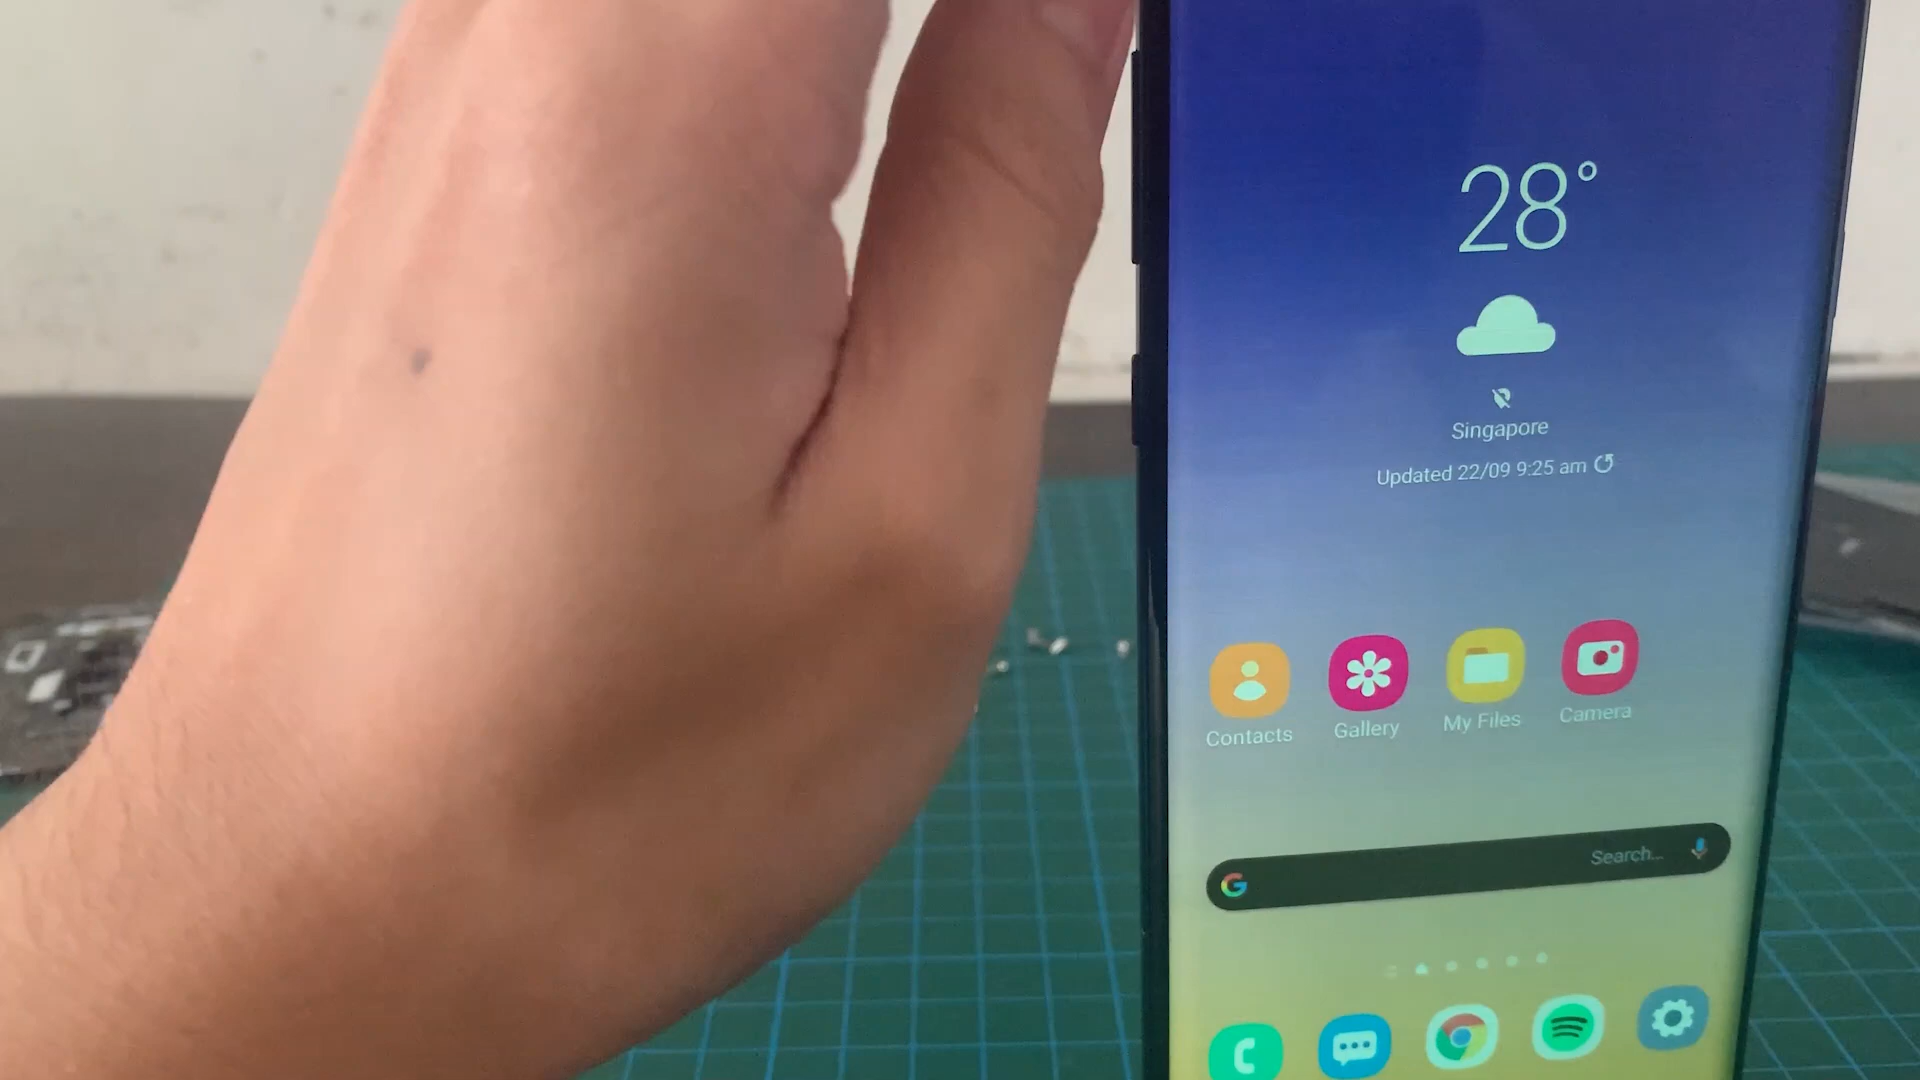 28°
Singapore
Updated 22/09 9:25 am
Contacts Gallery My Files Camera
G Search...